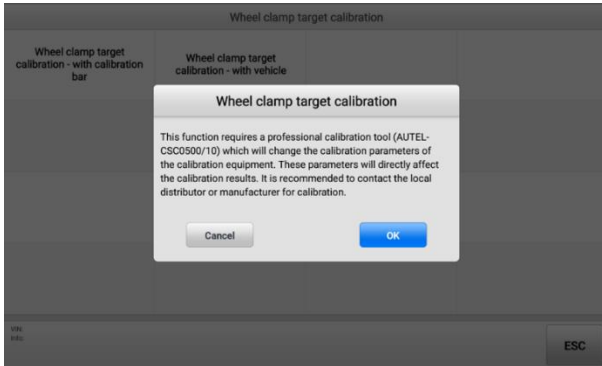 Wheel clamp target calibration
Wheel clamp target
calibration - with calibration
bar
Wheel clamp target
calibration - with vehicle
Wheel clamp target calibration
This function requires a professional calibration tool (AUTEL-
CSC0500/10) which will change the calibration parameters of
the calibration equipment. These parameters will directly affect
the calibration results. It is recommended to contact the local
distributor or manufacturer for calibration.
Cancel
OK
ESC